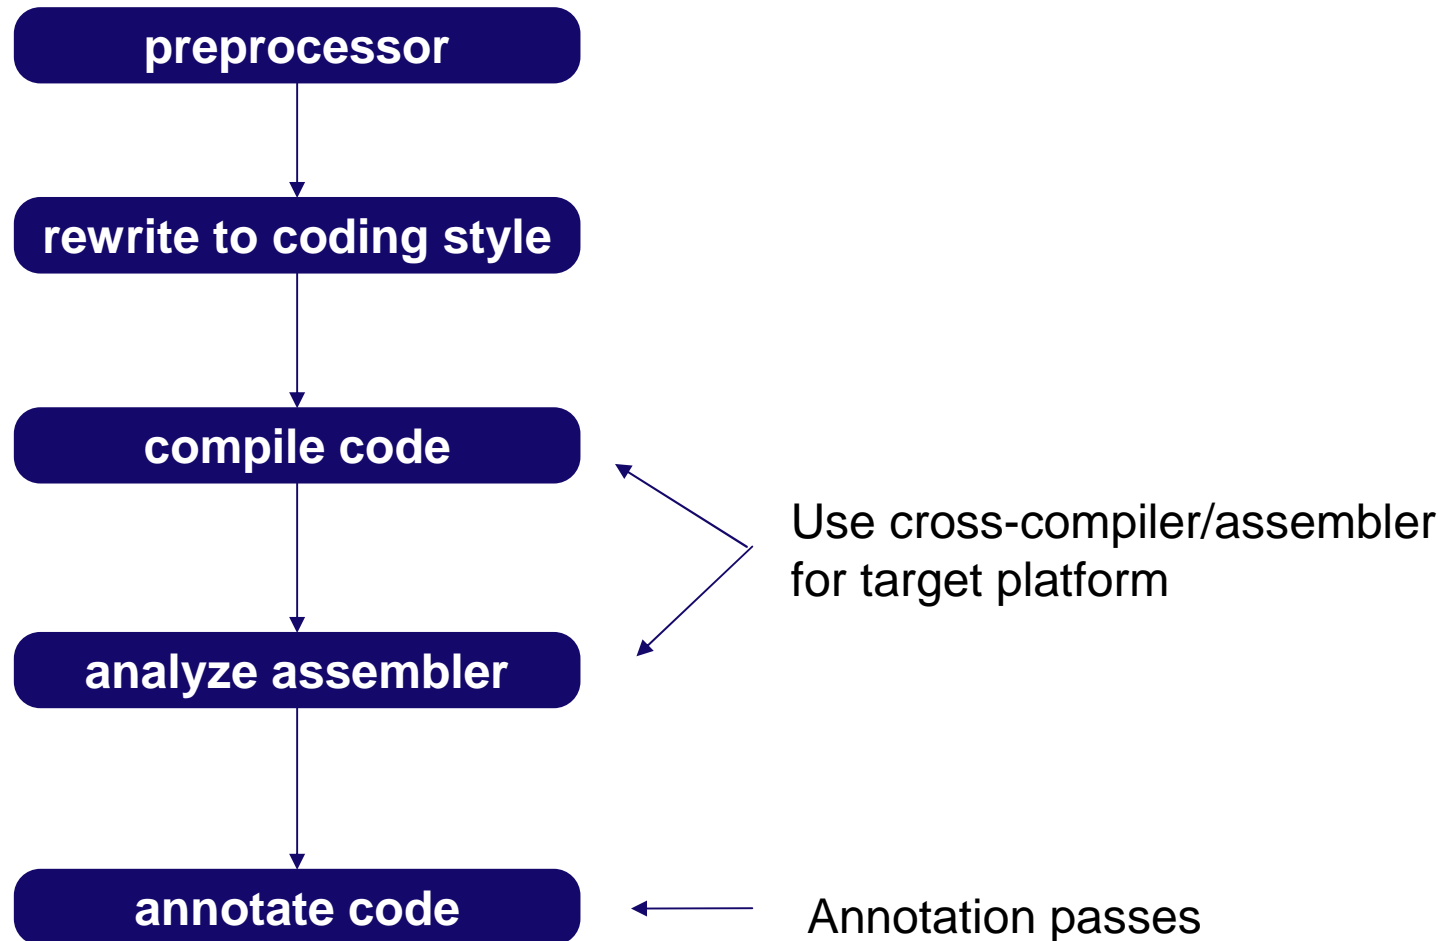 preprocessor
rewrite to coding style
compile code
Use cross-compiler/assembler
for target platform
analyze assembler
annotate code
Annotation passes